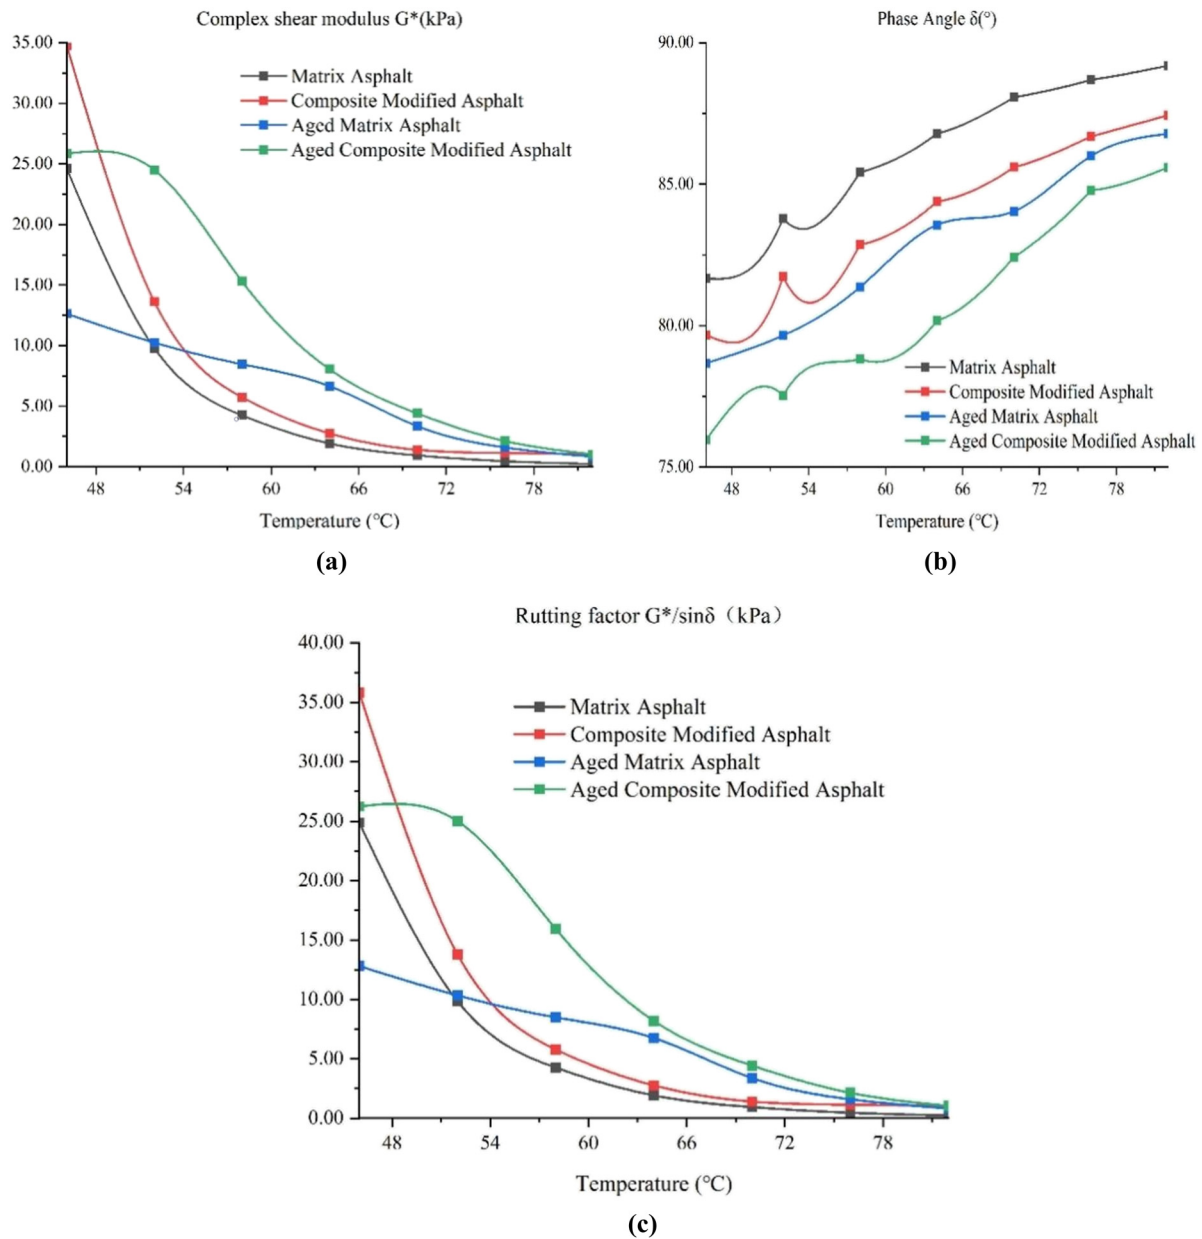 Complex shear modulus G*(kPa)
35.00
30.00
25.00
20.00
15.00
10.00
5.00
0.00
Matrix Asphalt
Composite Modified Asphalt
Aged Matrix Asphalt
Aged Composite Modified Asphalt
48 54 60 66 72 78
Temperature (℃)
(a)
Phase Angle δ(°)
90.00
85.00
80.00
75.00
Matrix Asphalt
Composite Modified Asphalt
Aged Matrix Asphalt
Aged Composite Modified Asphalt
48 54 60 66 72 78
Temperature (℃)
(b)
Rutting factor G*/sinδ（kPa）
40.00
35.00
30.00
25.00
20.00
15.00
10.00
5.00
0.00
Matrix Asphalt
Composite Modified Asphalt
Aged Matrix Asphalt
Aged Composite Modified Asphalt
48 54 60 66 72 78
Temperature (℃)
(c)